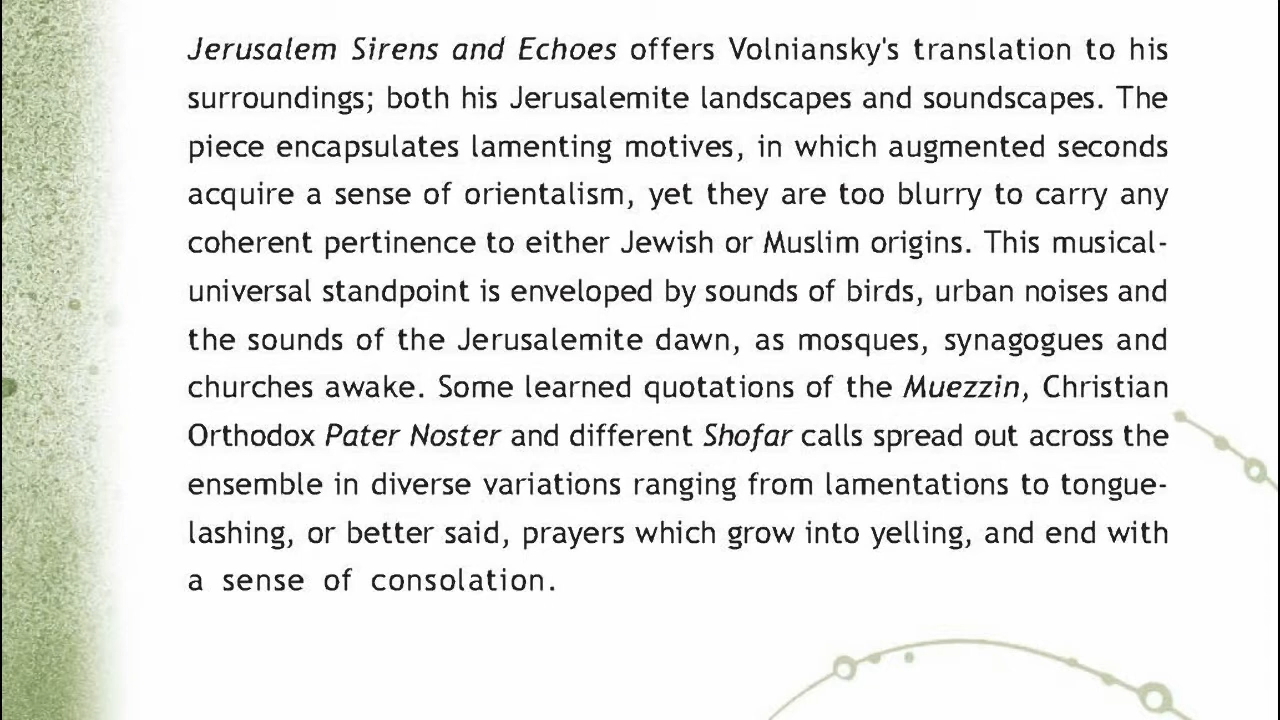 Jerusalem Sirens and Echoes offers Volniansky's translation to his
surroundings; both his Jerusalemite landscapes and soundscapes. The
piece encapsulates lamenting motives, in which augmented seconds
acquire a sense of orientalism, yet they are too blurry to carry any
coherent pertinence to either Jewish or Muslim origins. This musical-
universal standpoint is enveloped by sounds of birds, urban noises and
the sounds of the Jerusalemite dawn, as mosques, synagogues and
churches awake. Some learned quotations of the Muezzin, Christian
Orthodox Pater Noster and different Shofar calls spread out across the
ensemble in diverse variations ranging from lamentations to tongue-
lashing, or better said, prayers which grow into yelling, and end with
a sense of consolation.